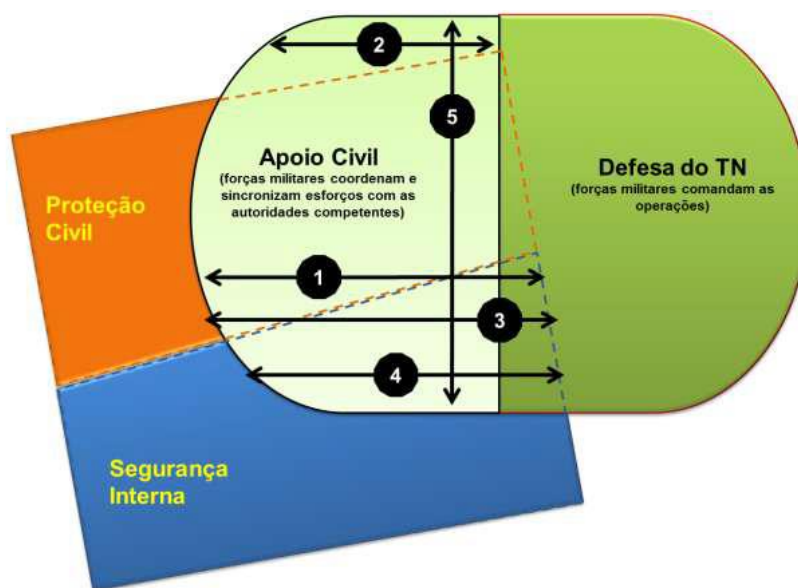 2
5
Apoio Civil
(forças militares coordenam e
sincronizam esforços com as
autoridades competentes)
Defesa do TN
(forças militares comandam as
operações)
Proteção
Civil
1
3
4
Segurança
Interna